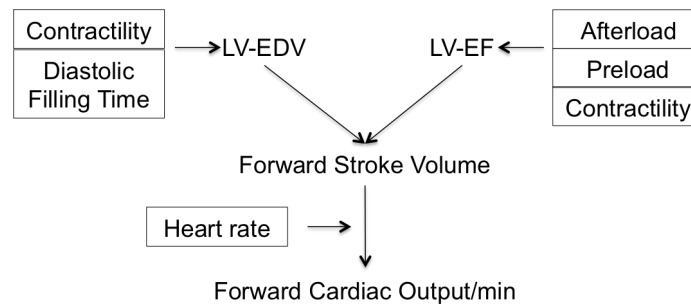 Contractility
Diastolic
Filling Time
LV-EDV
LV-EF
Afterload
Preload
Contractility
Forward Stroke Volume
Heart rate
Forward Cardiac Output/min